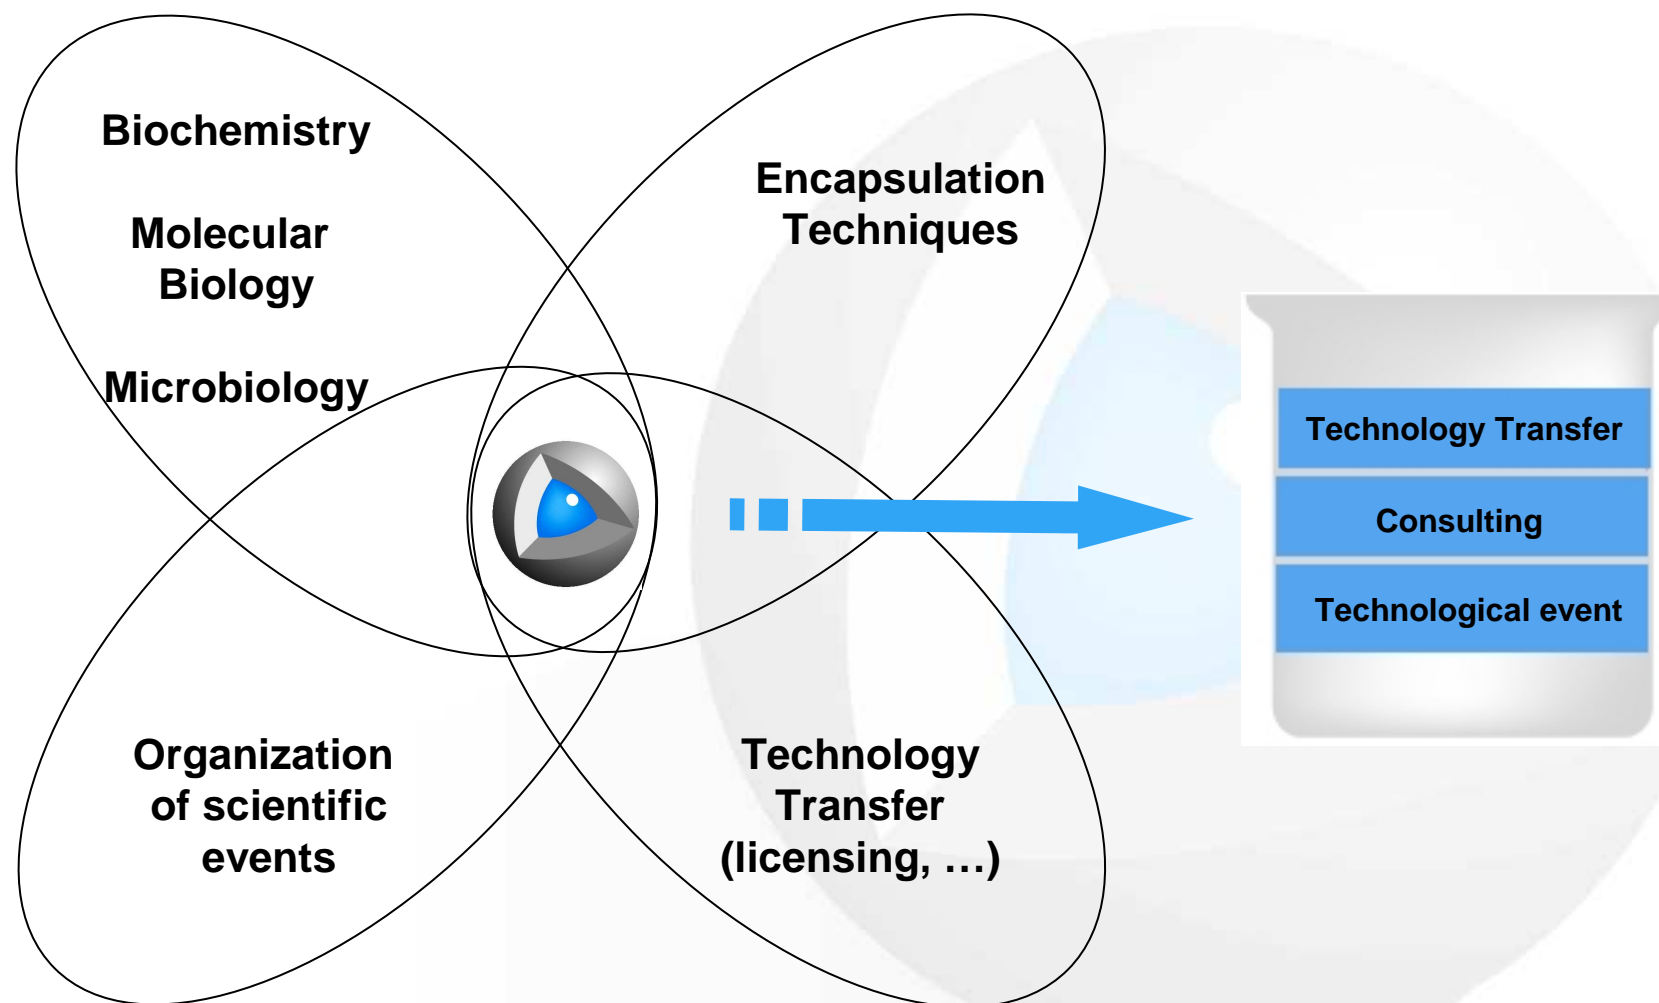 Biochemistry
Molecular
Biology
Microbiology
Encapsulation
Techniques
Organization
of scientific
events
Technology
Transfer
(licensing, …)
Technology Transfer
Consulting
Technological event